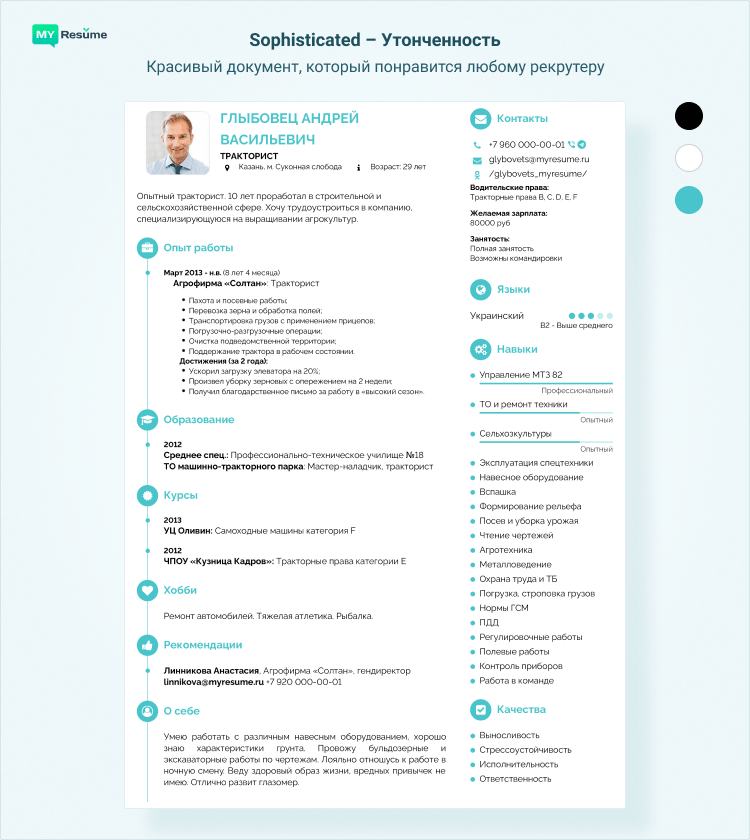 MY Resume
Sophisticated – Утонченность
Красивый документ, который понравится любому рекрутеру
ГЛЫБОВЕЦ АНДРЕЙ
ВАСИЛЬЕВИЧ
ТРАКТОРИСТ
Казань, м. Суконная слобода Возраст: 29 лет
Опытный тракторист. 10 лет проработал в строительной и
сельскохозяйственной сфере. Хочу трудоустроиться в компанию,
специализирующуюся на выращивании агрокультур.
Опыт работы
Март 2013 - н.в. (8 лет 4 месяца)
Агрофирма «Солтан»: Тракторист
Пахота и посевные работы;
Перевозка зерна и обработка полей;
Транспортировка грузов с применением прицепов;
Погрузочно-разгрузочные операции;
Очистка подведомственной территории;
Поддержание трактора в рабочем состоянии.
Достижения (за 2 года):
Ускорил загрузку элеватора на 20%;
Произвел уборку зерновых с опережением на 2 недели;
Получил благодарственное письмо за работу в «высокий сезон».
Образование
2012
Среднее спец.: Профессионально-техническое училище №18
ТО машинно-тракторного парка: Мастер-наладчик, тракторист
Курсы
2013
УЦ Оливин: Самоходные машины категория F
2012
ЧПОУ «Кузница Кадров»: Тракторные права категории E
Хобби
Ремонт автомобилей. Тяжелая атлетика. Рыбалка.
Рекомендации
Линникова Анастасия, Агрофирма «Солтан», гендиректор
linnikova@myresume.ru +7 920 000-00-01
О себе
Умею работать с различным навесным оборудованием, хорошо
знаю характеристики грунта. Провожу бульдозерные и
экскаваторные работы по чертежам. Лояльно отношусь к работе в
ночную смену. Веду здоровый образ жизни, вредных привычек не
имею. Отлично развит глазомер.
Контакты
+7 960 000-00-01
glybovets@myresume.ru
/glybovets_myresume/
Водительские права:
Тракторные права B, C, D, E, F
Желаемая зарплата:
80000 руб
Занятость:
Полная занятость
Возможны командировки
Языки
Украинский
B2 - Выше среднего
Навыки
Управление МТЗ 82
Профессиональный
ТО и ремонт техники
Опытный
Сельхозкультуры
Опытный
Эксплуатация спецтехники
Навесное оборудование
Вспашка
Формирование рельефа
Посев и уборка урожая
Чтение чертежей
Агротехника
Металловедение
Охрана труда и ТБ
Погрузка, строповка грузов
Нормы ГСМ
ПДД
Регулировочные работы
Полевые работы
Контроль приборов
Работа в команде
Качества
Выносливость
Стрессоустойчивость
Исполнительность
Ответственность